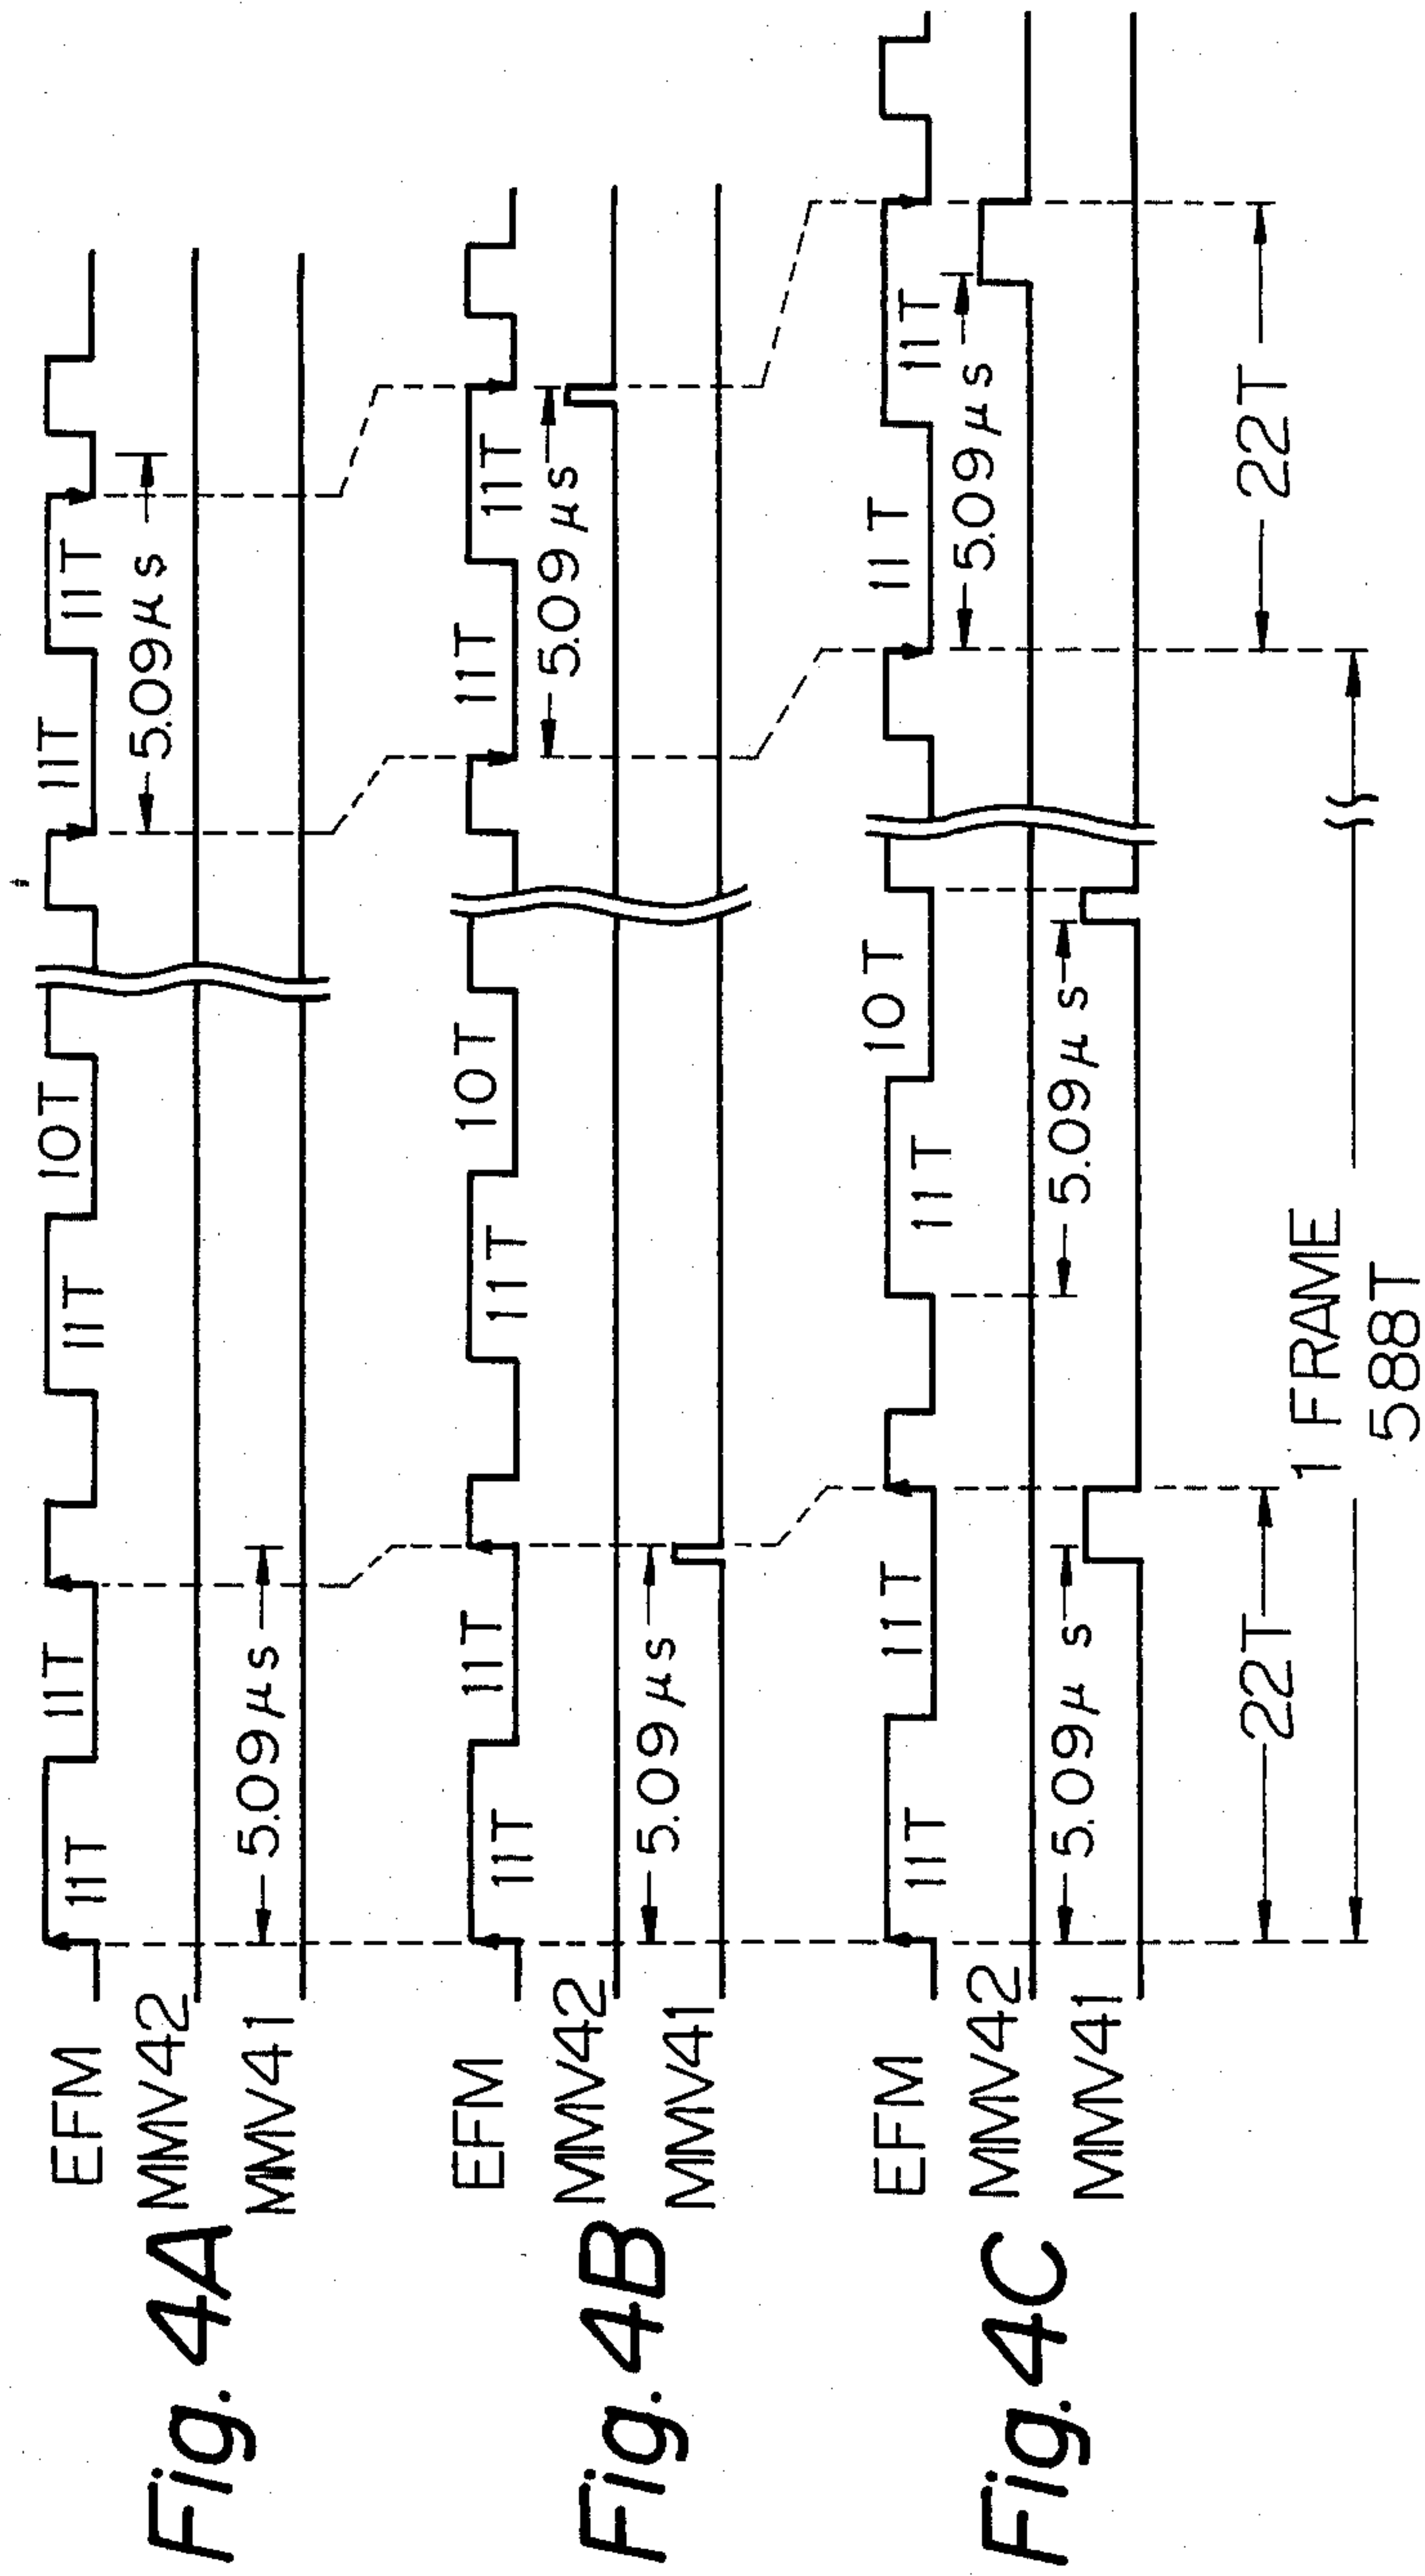 Fig. 4A
EFM
11T
11T
11T
10T
11T
11T
MMV42
5.09μs
MMV41
5.09μs
Fig. 4B
EFM
11T
11T
11T
10T
11T
11T
MMV42
5.09μs
MMV41
5.09μs
Fig. 4C
EFM
11T
11T
11T
10T
11T
11T
MMV42
5.09μs
MMV41
5.09μs
5.09μs
22T
22T
1 FRAME
588T